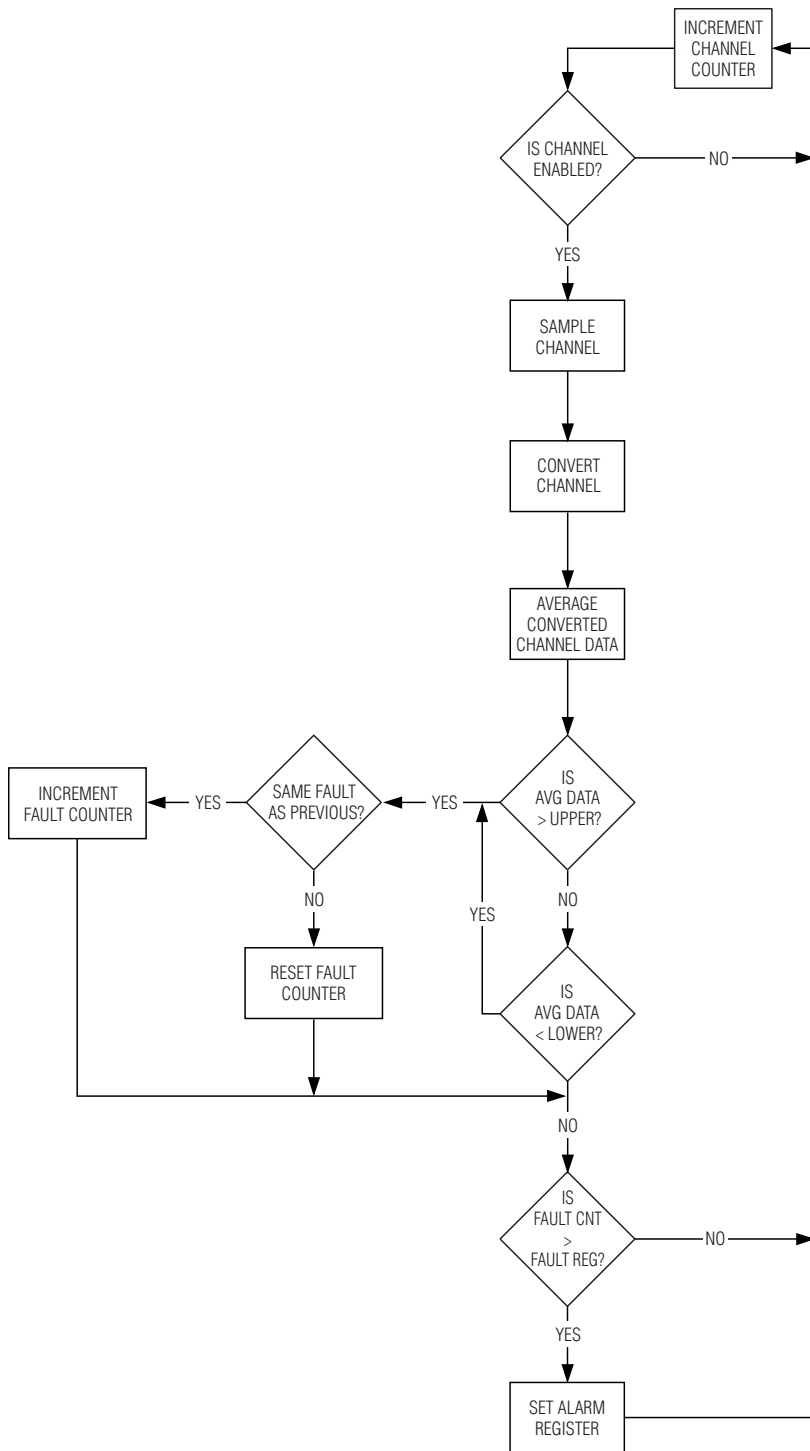 INCREMENT
CHANNEL
COUNTER
IS CHANNEL
ENABLED?
NO
YES
SAMPLE
CHANNEL
CONVERT
CHANNEL
AVERAGE
CONVERTED
CHANNEL DATA
IS
AVG DATA
> UPPER?
YES
SAME FAULT
AS PREVIOUS?
YES
INCREMENT
FAULT COUNTER
NO
RESET FAULT
COUNTER
NO
YES
IS
AVG DATA
< LOWER?
NO
IS
FAULT CNT
>
FAULT REG?
NO
YES
SET ALARM
REGISTER